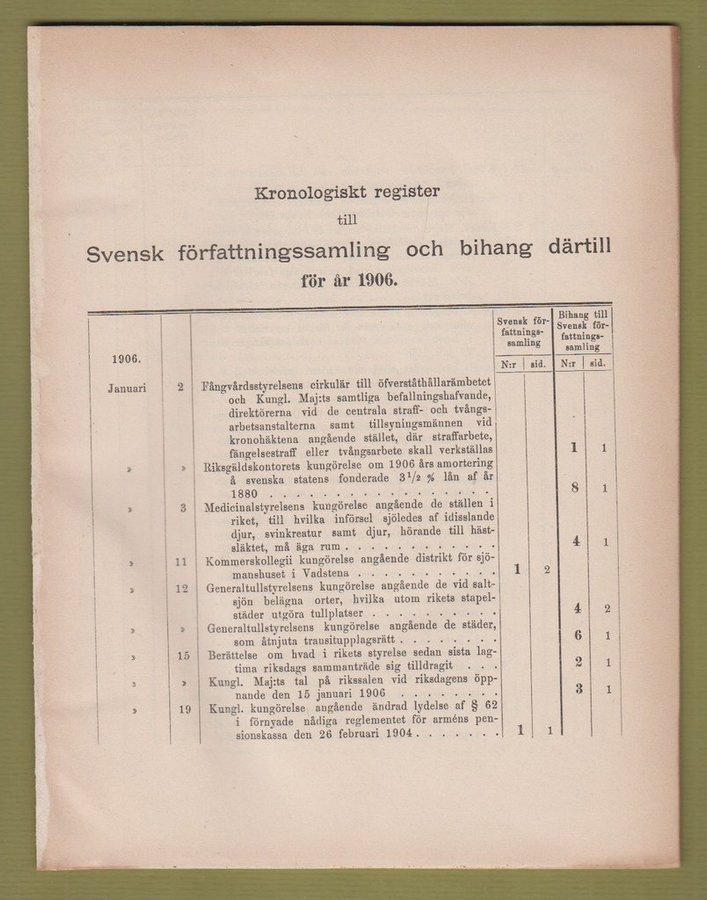 Kronologiskt register
till
Svensk författningssamling och bihang därtill
för år 1906.
Svensk för-
fattnings-
samling
Bihang till
Svensk för-
fattnings-
samling
1906.
N:r sid. N:r sid.
Januari 2 Fångvårdsstyrelsens cirkulär till öfverståthållarämbetet
och Kungl. Maj:ts samtliga befallningshafvande,
direktörerna vid de centrala straff- och tvångs-
arbetsanstalterna samt tillsyningsmännen vid
kronohäktena angående stället, där straffarbete,
fängelsestraff eller tvångsarbete skall verkställas 1 1
» » Riksgäldskontorets kungörelse om 1906 års amortering
å svenska statens fonderade 3 1/2 % lån af år
1880 . . . . . . . . . . . . . . . . . 8 1
» 3 Medicinalstyrelsens kungörelse angående de ställen i
riket, till hvilka införsel sjöledes af idisslande
djur, svinkreatur samt djur, hörande till häst-
släktet, må äga rum . . . . . . . . . . . 4 1
» 11 Kommerskollegii kungörelse angående distrikt för sjö-
manshuset i Vadstena . . . . . . . . . . 1 2
» 12 Generaltullstyrelsens kungörelse angående de vid salt-
sjön belägna orter, hvilka utom rikets stapel-
städer utgöra tullplatser . . . . . . . . . . 4 2
» » Generaltullstyrelsens kungörelse angående de städer,
som åtnjuta transitupplagsrätt . . . . . . . . 6 1
» 15 Berättelse om hvad i rikets styrelse sedan sista lag-
tima riksdags sammanträde sig tilldragit . . . 2 1
» » Kungl. Maj:ts tal på rikssalen vid riksdagens öpp-
nande den 15 januari 1906 . . . . . . . . 3 1
» 19 Kungl. kungörelse angående ändrad lydelse af § 62
i förnyade nådiga reglementet för arméns pen-
sionskassa den 26 februari 1904 . . . . . . . 1 1